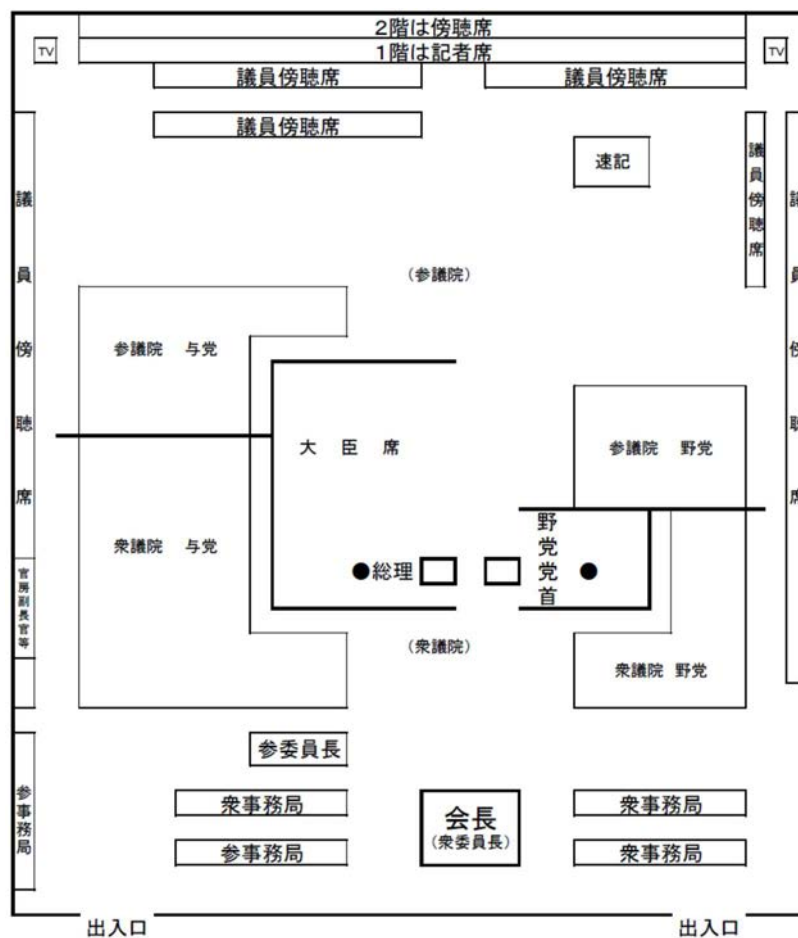 2階は傍聴席
TV
1階は記者席
TV
議員傍聴席
議員傍聴席
議員傍聴席
速記
議員傍聴席
議員傍聴席
議員傍聴席
(参議院)
参議院 与党
大臣席
参議院 野党
衆議院 与党
野党党首
●総理
●
官房副長官等
(衆議院)
衆議院 野党
参委員長
参事務局
衆事務局
会長
(衆委員長)
衆事務局
参事務局
衆事務局
出入口
出入口